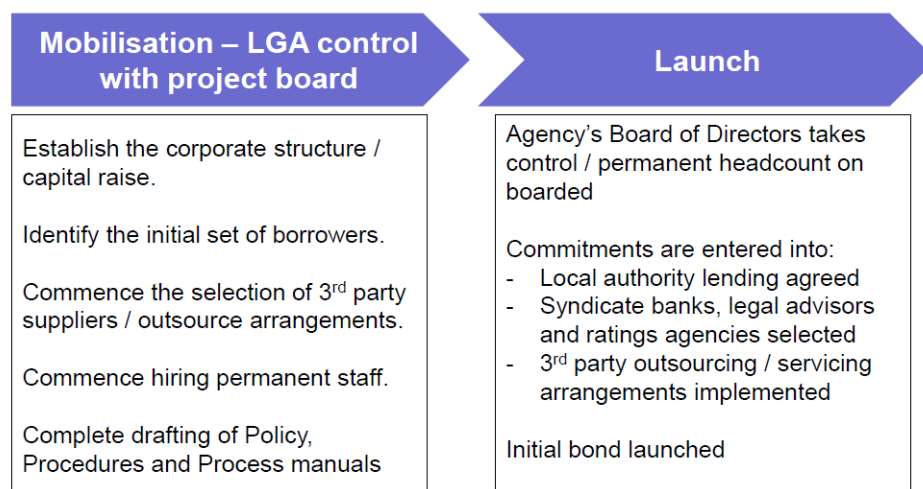 Mobilisation – LGA control
with project board
Establish the corporate structure /
capital raise.
Identify the initial set of borrowers.
Commence the selection of 3rd party
suppliers / outsource arrangements.
Commence hiring permanent staff.
Complete drafting of Policy,
Procedures and Process manuals
Launch
Agency’s Board of Directors takes
control / permanent headcount on
boarded
Commitments are entered into:
- Local authority lending agreed
- Syndicate banks, legal advisors
and ratings agencies selected
- 3rd party outsourcing / servicing
arrangements implemented
Initial bond launched